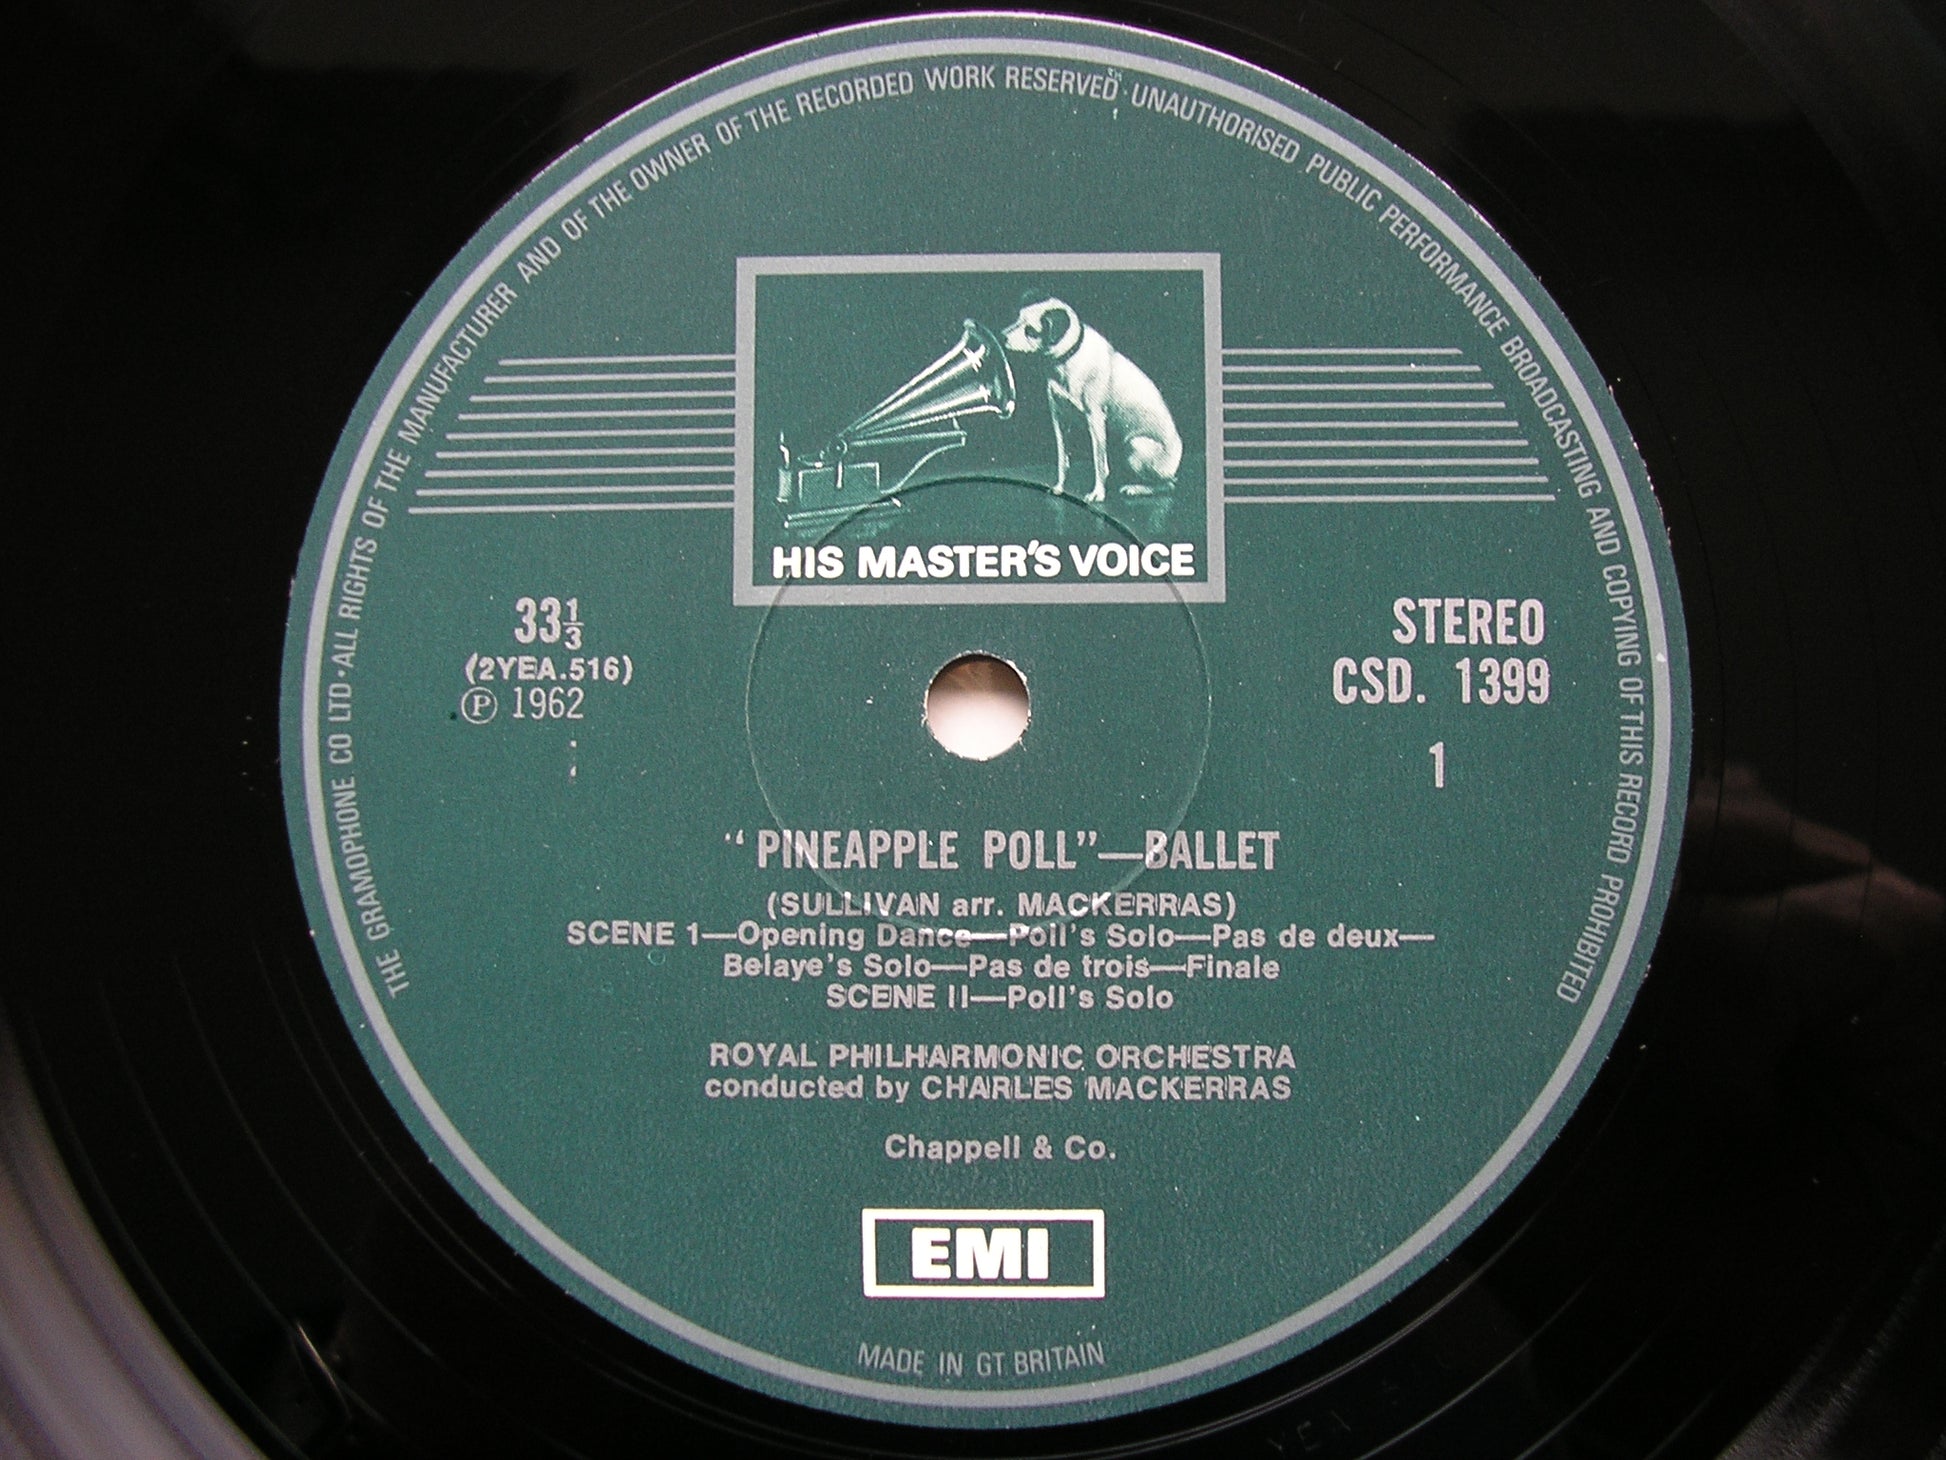 THE GRAMOPHONE CO LTD · ALL RIGHTS OF THE MANUFACTURER AND OF THE OWNER OF THE RECORDED WORK RESERVED · UNAUTHORISED PUBLIC PERFORMANCE BROADCASTING AND COPYING OF THIS RECORD PROHIBITED
HIS MASTER'S VOICE
33⅓
(2YEA.516)
Ⓟ 1962
STEREO
CSD. 1399
1
"PINEAPPLE POLL"—BALLET
(SULLIVAN arr. MACKERRAS)
SCENE 1—Opening Dance—Poll's Solo—Pas de deux—
Belaye's Solo—Pas de trois—Finale
SCENE II—Poll's Solo
ROYAL PHILHARMONIC ORCHESTRA
conducted by CHARLES MACKERRAS
Chappell & Co.
EMI
MADE IN GT BRITAIN